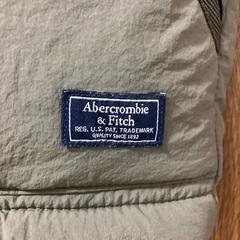 Abercrombie
& Fitch
REG. U.S. PAT. TRADEMARK
QUALITY SINCE 1892